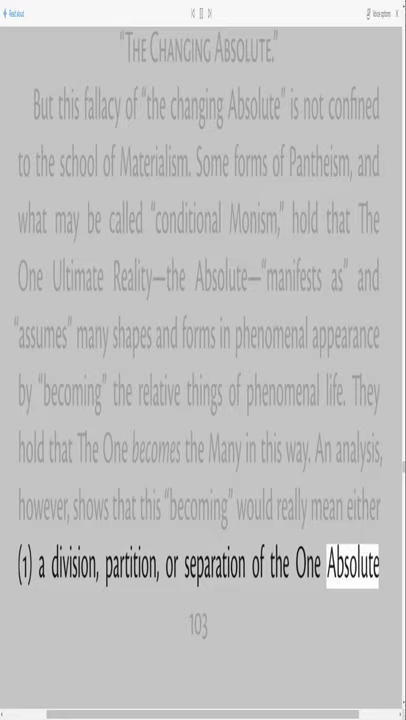 Read aloud
Voice options
"THE CHANGING ABSOLUTE."
But this fallacy of "the changing Absolute" is not confined
to the school of Materialism. Some forms of Pantheism, and
what may be called "conditional Monism," hold that The
One Ultimate Reality—the Absolute—"manifests as" and
"assumes" many shapes and forms in phenomenal appearance
by "becoming" the relative things of phenomenal life. They
hold that The One becomes the Many in this way. An analysis,
however, shows that this "becoming" would really mean either
(1) a division, partition, or separation of the One Absolute
103